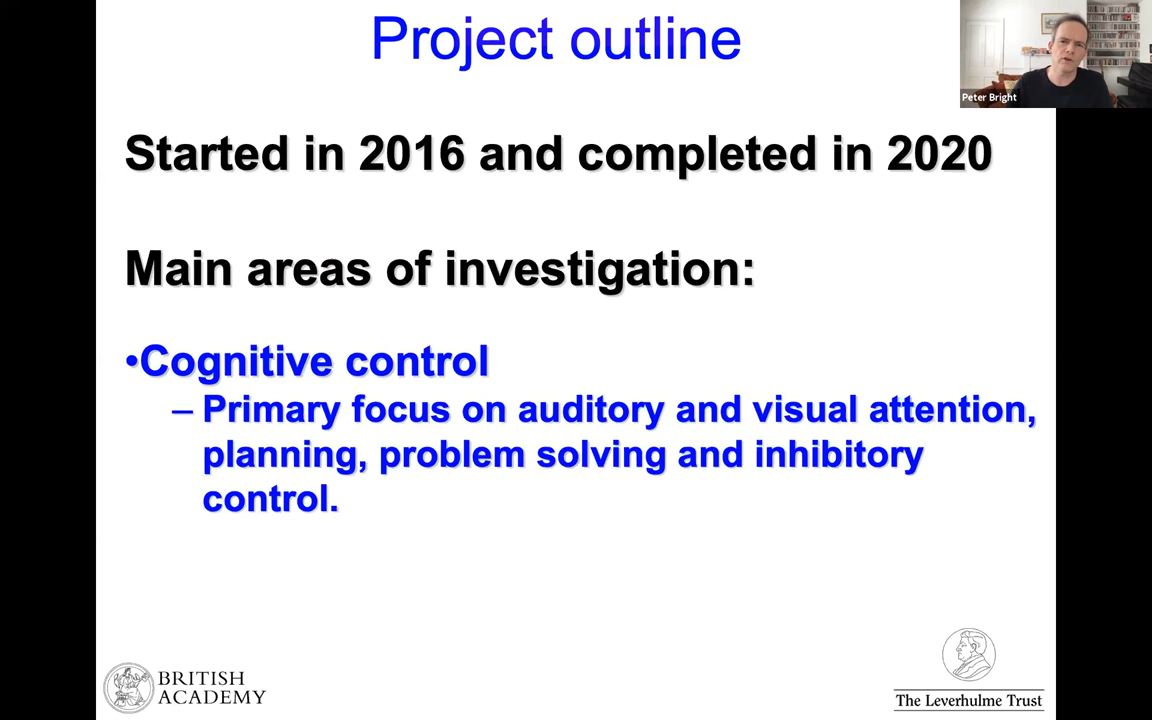 Project outline
Peter Bright
Started in 2016 and completed in 2020
Main areas of investigation:
•Cognitive control
– Primary focus on auditory and visual attention,
planning, problem solving and inhibitory
control.
BRITISH
ACADEMY
The Leverhulme Trust